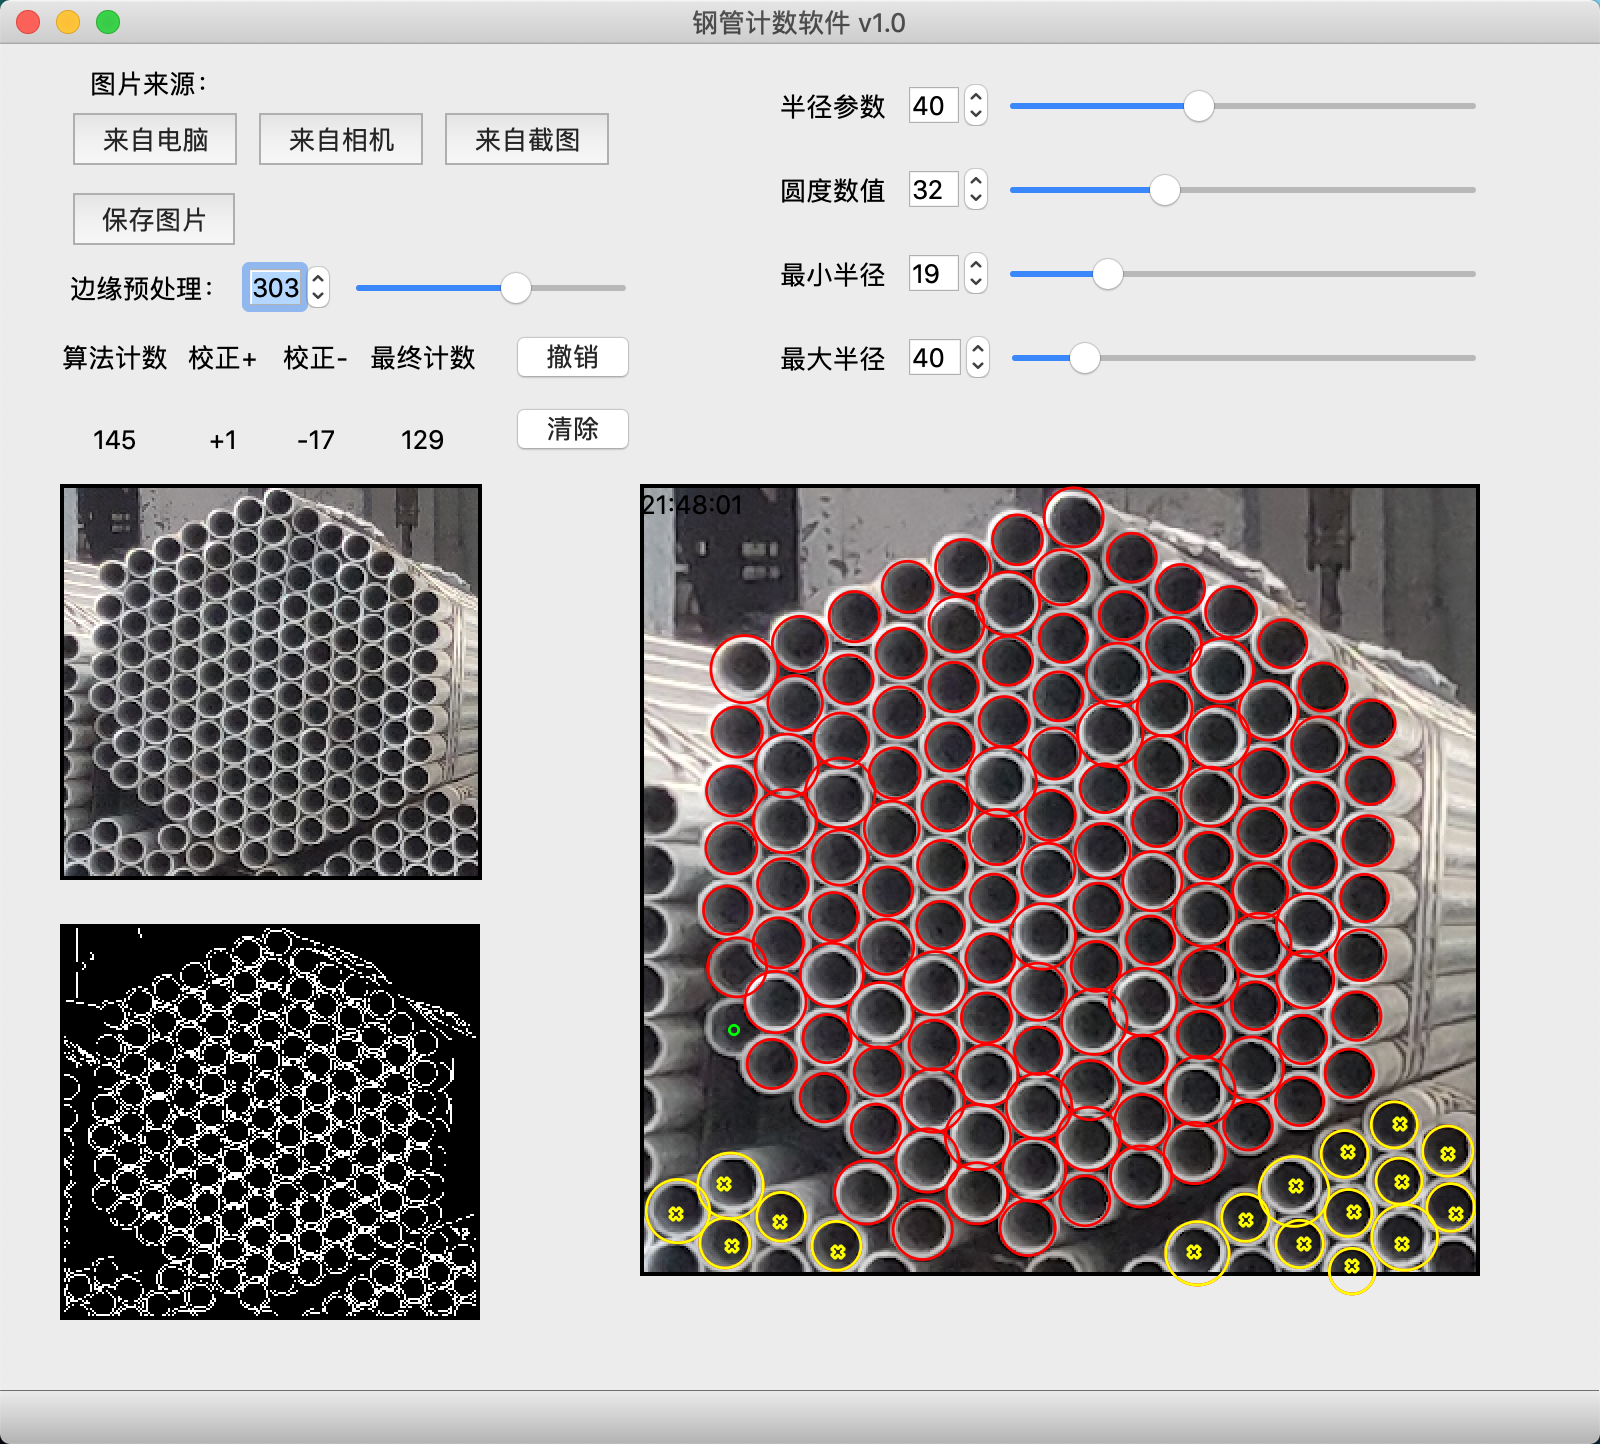 钢管计数软件 v1.0
图片来源：
来自电脑 来自相机 来自截图
保存图片
边缘预处理： 303
算法计数 校正+ 校正- 最终计数 撤销
145 +1 -17 129 清除
半径参数 40
圆度数值 32
最小半径 19
最大半径 40
21:48:01